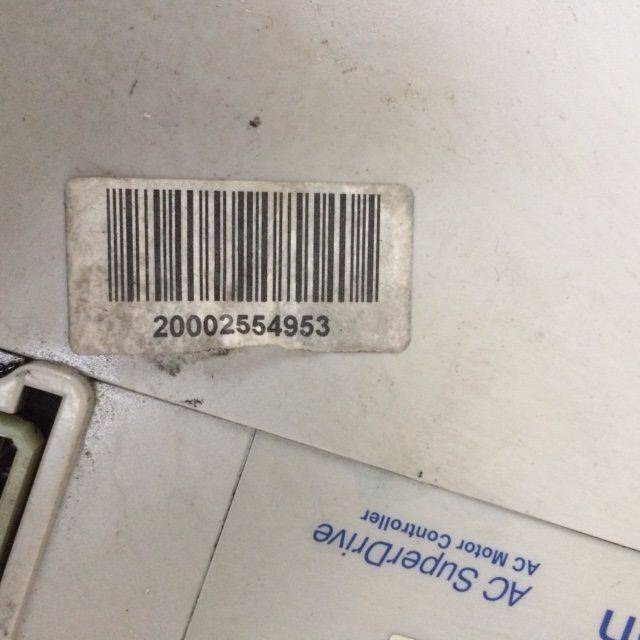 20002554953
AC SuperDrive
AC Motor Controller